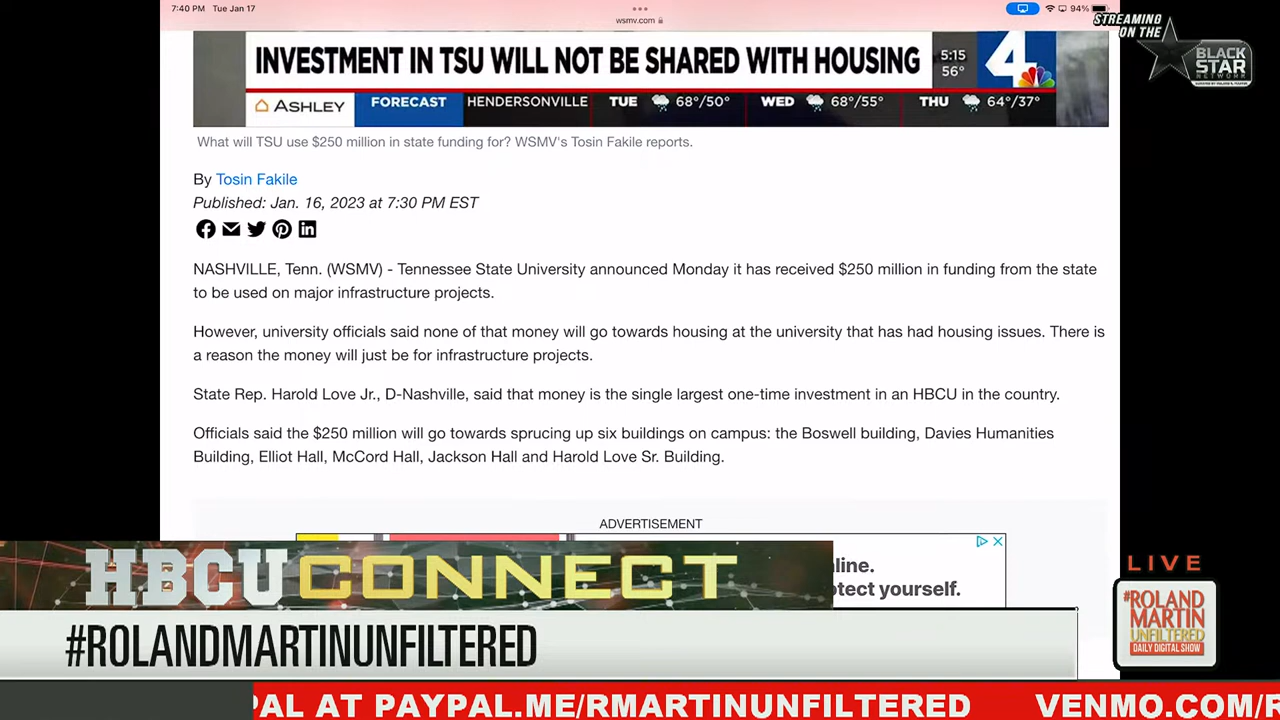 7:40 PM Tue Jan 17
94%
wsmv.com
STREAMING
ON THE
BLACK
STAR
NETWORK
INVESTMENT IN TSU WILL NOT BE SHARED WITH HOUSING
5:15
56°
4
ASHLEY
FORECAST
HENDERSONVILLE
TUE 68°/50°
WED 68°/55°
THU 64°/37°
What will TSU use $250 million in state funding for? WSMV's Tosin Fakile reports.
By Tosin Fakile
Published: Jan. 16, 2023 at 7:30 PM EST
NASHVILLE, Tenn. (WSMV) - Tennessee State University announced Monday it has received $250 million in funding from the state
to be used on major infrastructure projects.
However, university officials said none of that money will go towards housing at the university that has had housing issues. There is
a reason the money will just be for infrastructure projects.
State Rep. Harold Love Jr., D-Nashville, said that money is the single largest one-time investment in an HBCU in the country.
Officials said the $250 million will go towards sprucing up six buildings on campus: the Boswell building, Davies Humanities
Building, Elliot Hall, McCord Hall, Jackson Hall and Harold Love Sr. Building.
ADVERTISEMENT
nline.
otect yourself.
HBCU CONNECT
#ROLANDMARTINUNFILTERED
LIVE
#ROLAND
MARTIN
UNFILTERED
DAILY DIGITAL SHOW
PAL AT PAYPAL.ME/RMARTINUNFILTERED VENMO.COM/R